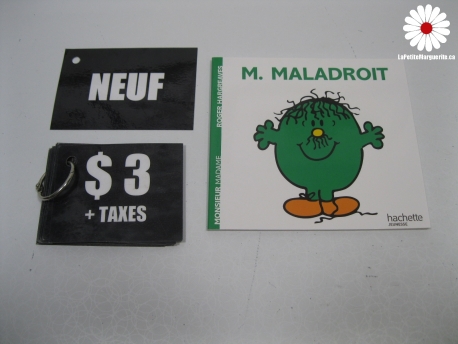 LaPetiteMarguerite.ca
NEUF
$ 3
+ TAXES
M. MALADROIT
MONSIEUR MADAME
ROGER HARGREAVES
hachette
JEUNESSE